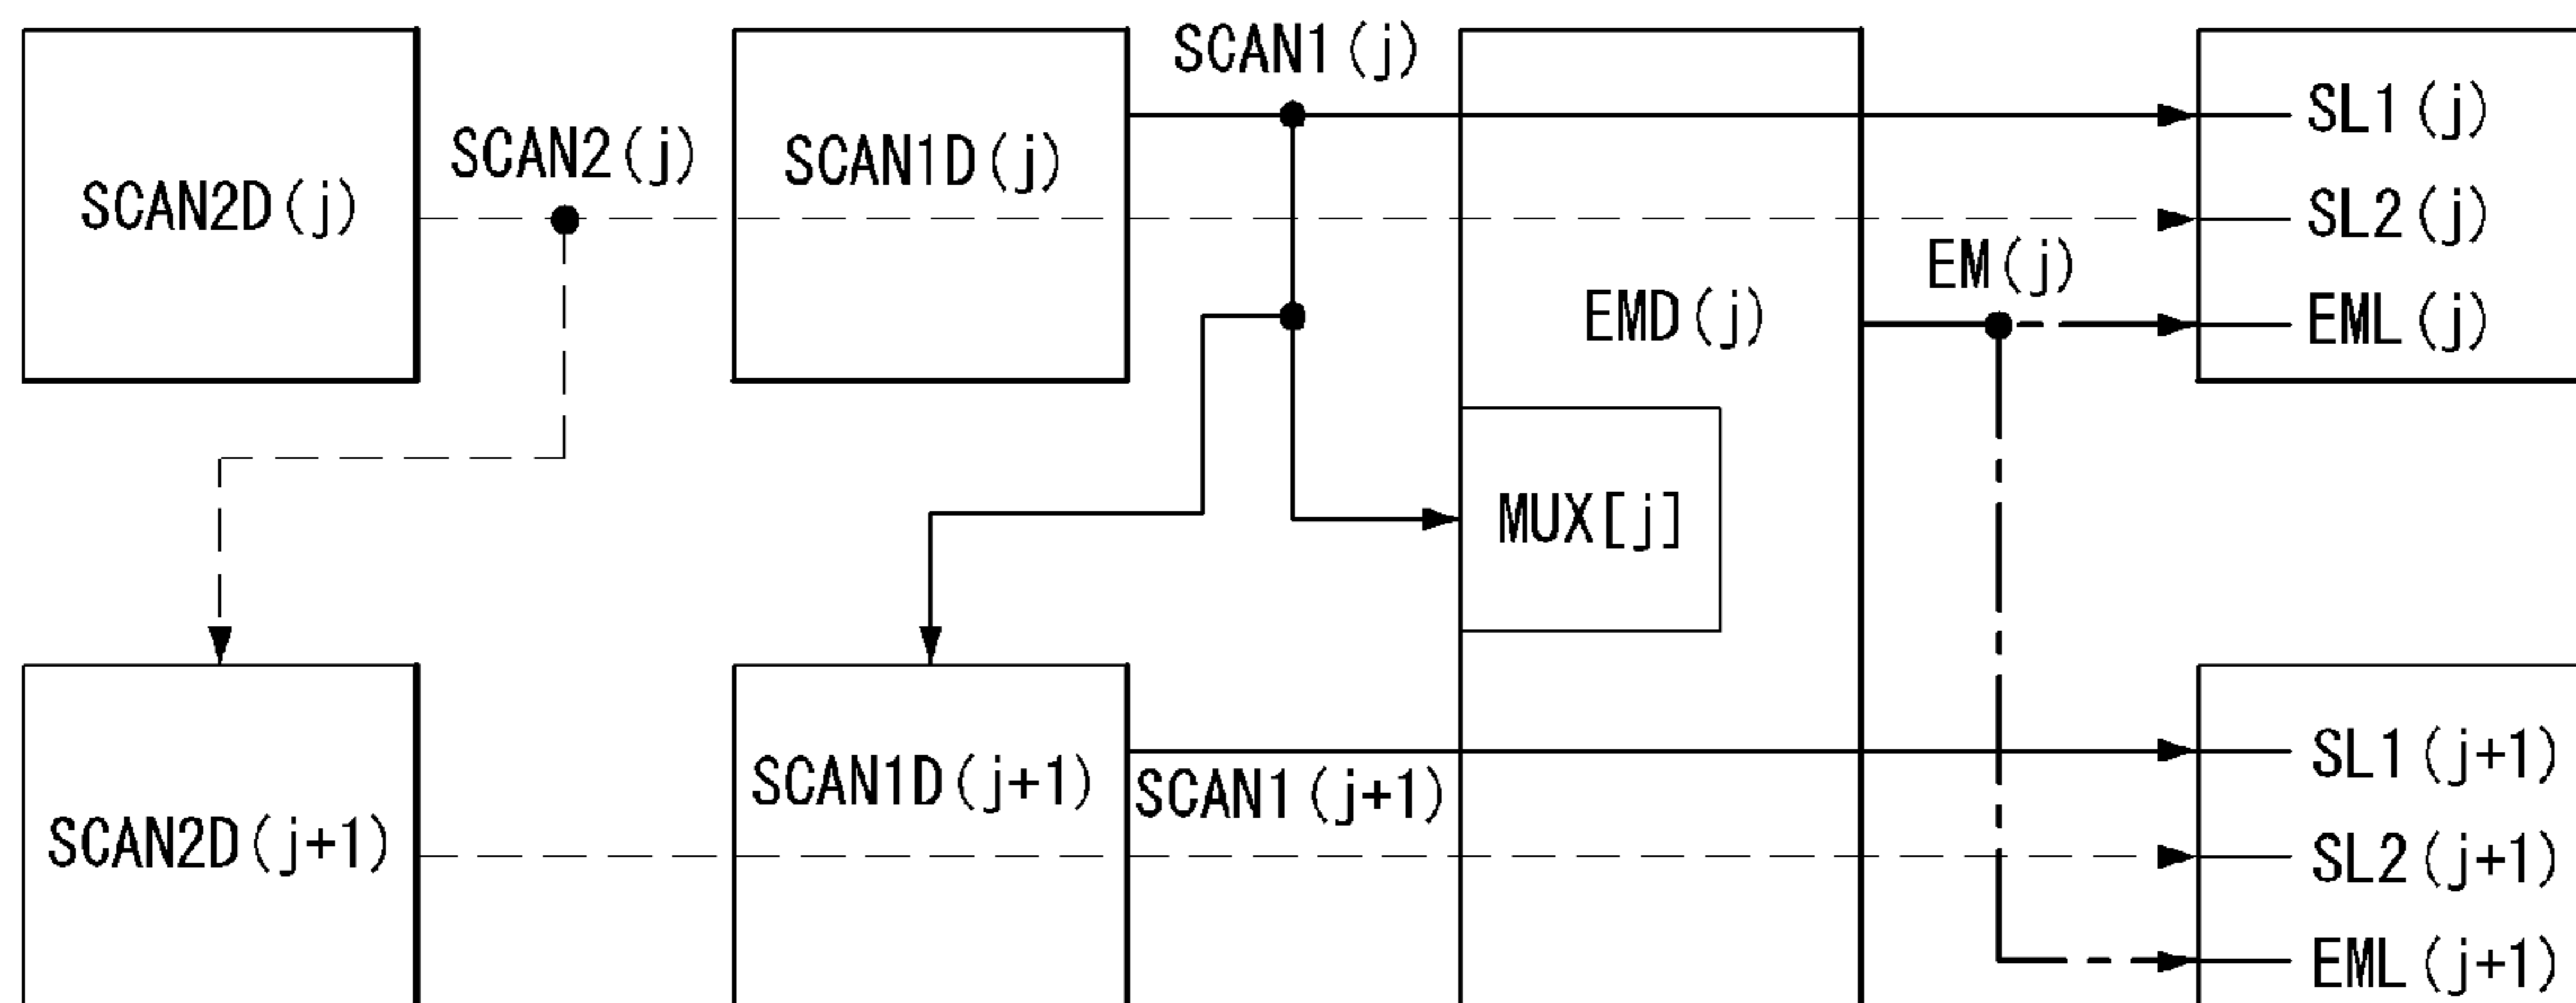 SCAN1(j)
SL1(j)
SCAN2(j)
SCAN1D(j)
SCAN2D(j)
SL2(j)
EM(j)
EMD(j)
EML(j)
MUX[j]
SL1(j+1)
SCAN1D(j+1)
SCAN1(j+1)
SCAN2D(j+1)
SL2(j+1)
EML(j+1)